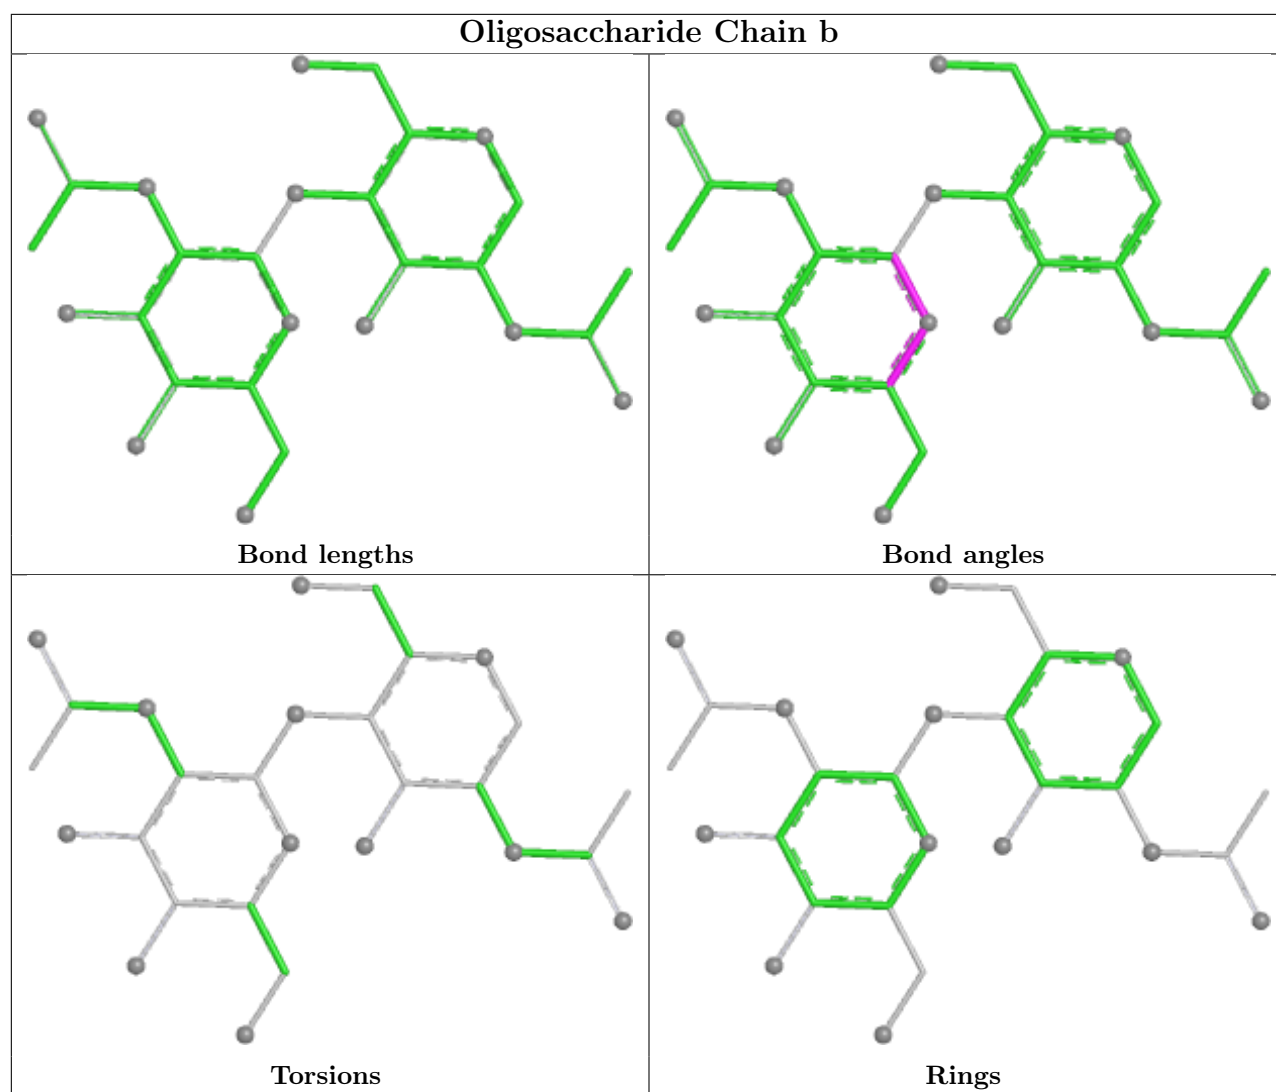 Oligosaccharide Chain b
Bond lengths
Bond angles
Torsions
Rings